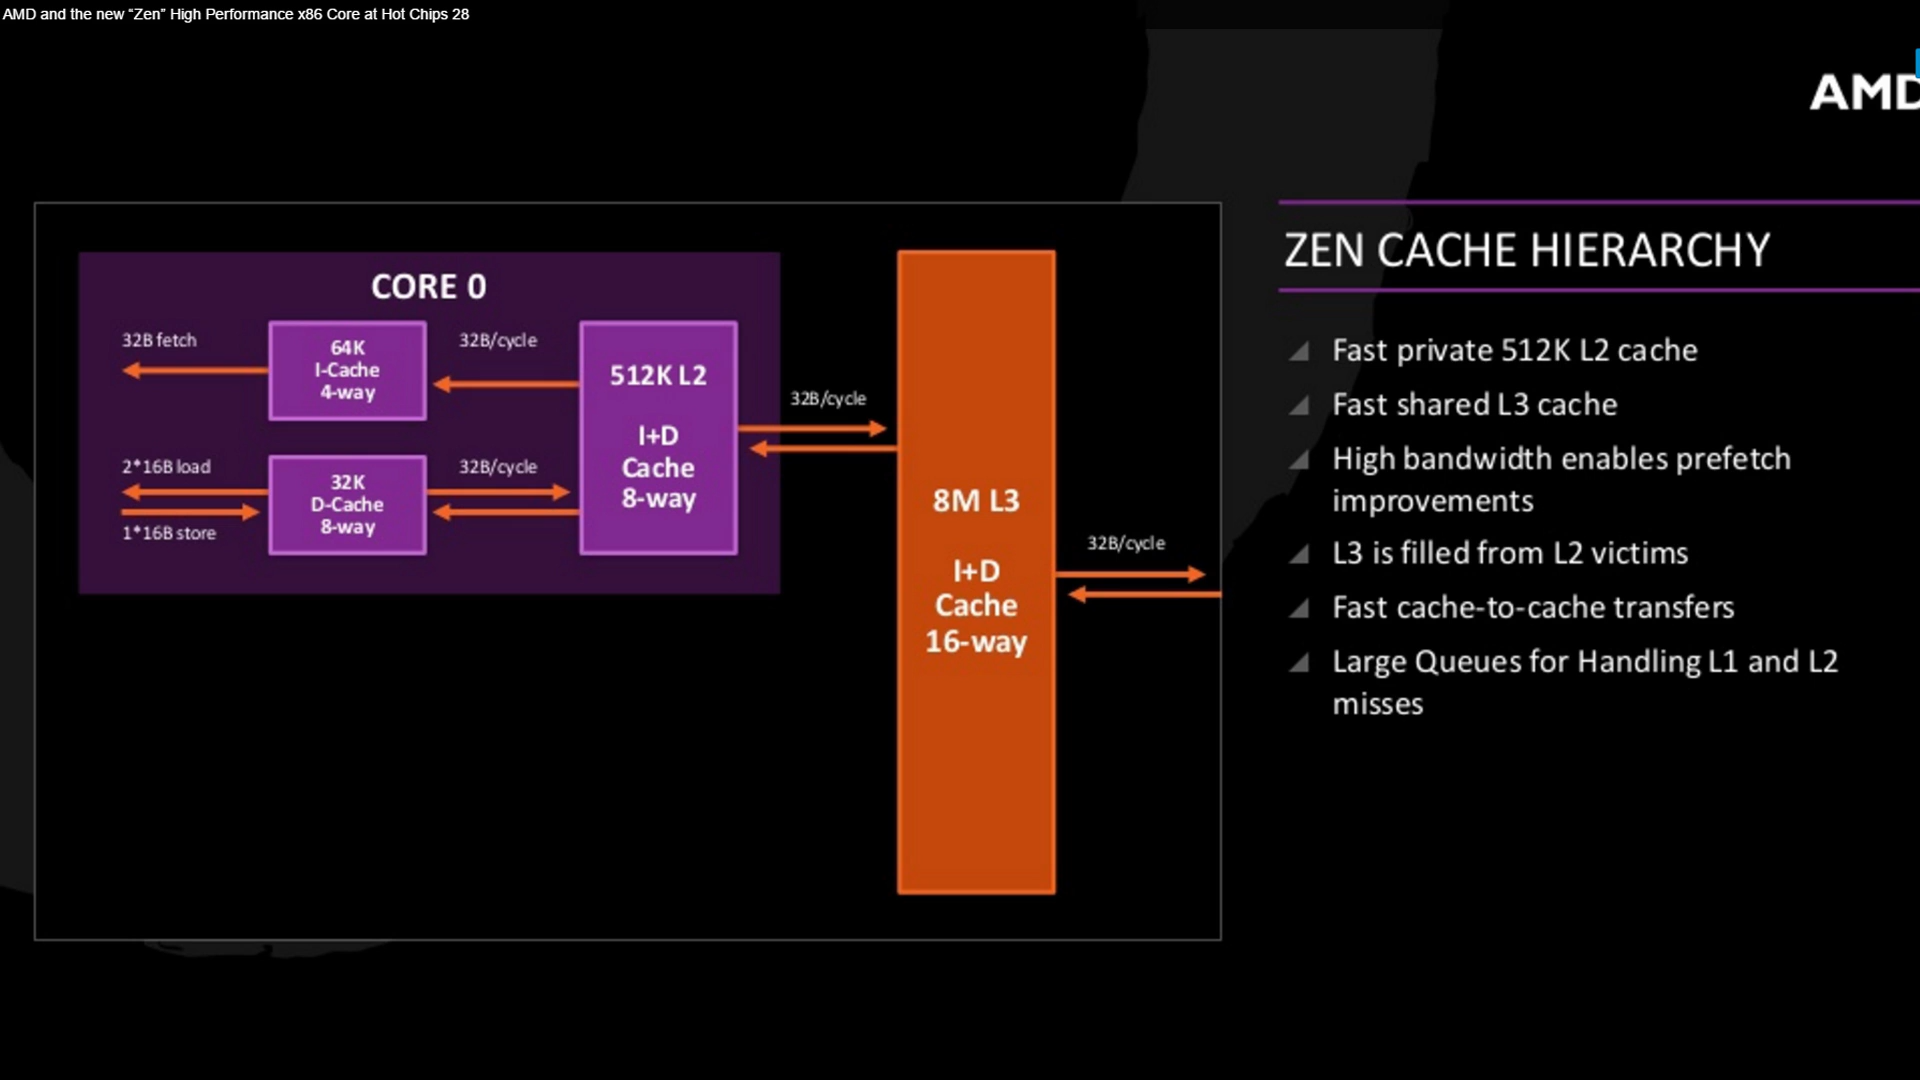 AMD and the new “Zen” High Performance x86 Core at Hot Chips 28
AMD
CORE 0
32B fetch
64K
I-Cache
4-way
32B/cycle
2*16B load
1*16B store
32K
D-Cache
8-way
32B/cycle
512K L2
I+D
Cache
8-way
32B/cycle
8M L3
I+D
Cache
16-way
32B/cycle
ZEN CACHE HIERARCHY
Fast private 512K L2 cache
Fast shared L3 cache
High bandwidth enables prefetch
improvements
L3 is filled from L2 victims
Fast cache-to-cache transfers
Large Queues for Handling L1 and L2
misses